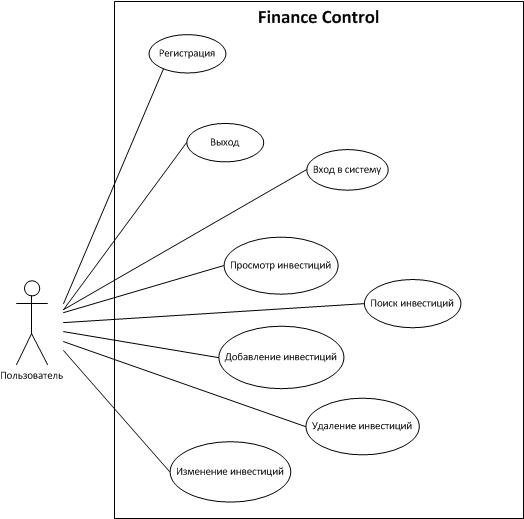 Finance Control
Регистрация
Выход
Вход в систему
Просмотр инвестиций
Поиск инвестиций
Добавление инвестиций
Пользователь
Удаление инвестиций
Изменение инвестиций